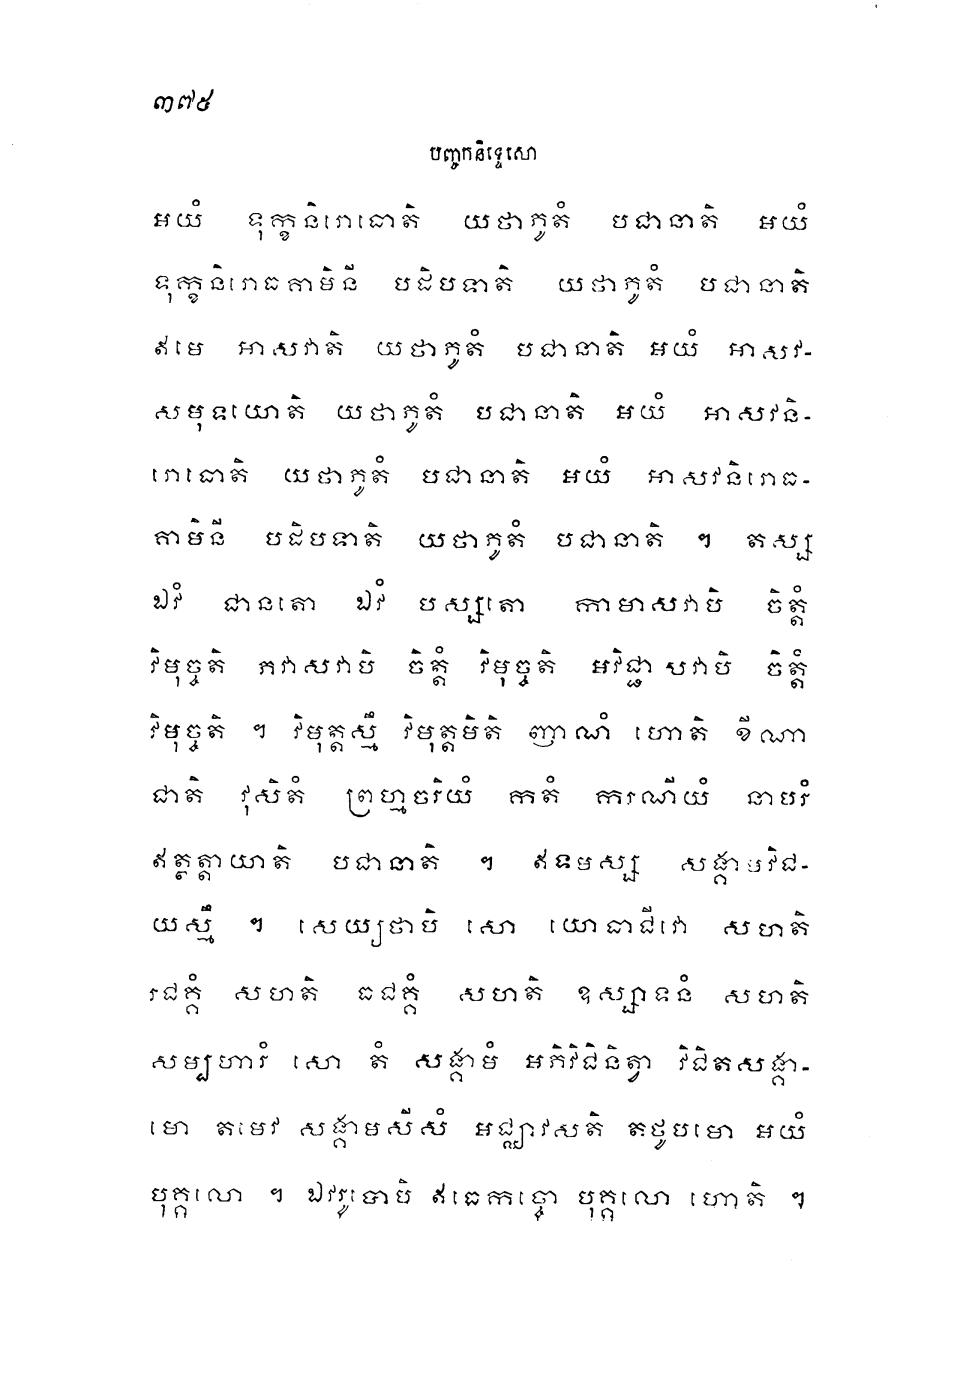 ៣៧៥
បញ្ចកនិទ្ទេសោ
អយំ ទុក្ខនិរោធោតិ យថាភូតំ បជានាតិ អយំ
ទុក្ខនិរោធគាមិនី បដិបទាតិ យថាភូតំ បជានាតិ
ឥមេ អាសវាតិ យថាភូតំ បជានាតិ អយំ អាសវ-
សមុទយោតិ យថាភូតំ បជានាតិ អយំ អាសវនិ-
រោធោតិ យថាភូតំ បជានាតិ អយំ អាសវនិរោធ-
គាមិនី បដិបទាតិ យថាភូតំ បជានាតិ ។ តស្ស
ឯវំ ជានតោ ឯវំ បស្សតោ កាមាសវាបិ ចិត្តំ
វិមុច្ចតិ ភវាសវាបិ ចិត្តំ វិមុច្ចតិ អវិជ្ជាសវាបិ ចិត្តំ
វិមុច្ចតិ ។ វិមុត្តស្មឹ វិមុត្តមិតិ ញាណំ ហោតិ ខីណា
ជាតិ វុសិតំ ព្រហ្មចរិយំ កតំ ករណីយំ នាបរំ
ឥត្ថត្តាយាតិ បជានាតិ ។ ឥទមស្ស សង្គាមវិជ-
យស្មឹ ។ សេយ្យថាបិ សោ យោធាជីវោ សហតិ
រជគ្គំ សហតិ ធជគ្គំ សហតិ ឧស្សាទនំ សហតិ
សម្បហារំ សោ តំ សង្គាមំ អភិវិជិនិត្វា វិជិតសង្គា-
មោ តមេវ សង្គាមសីសំ អជ្ឈាវសតិ តថូបមោ អយំ
បុគ្គលោ ។ ឯវរូបោបិ ឥធេកច្ចោ បុគ្គលោ ហោតិ ។